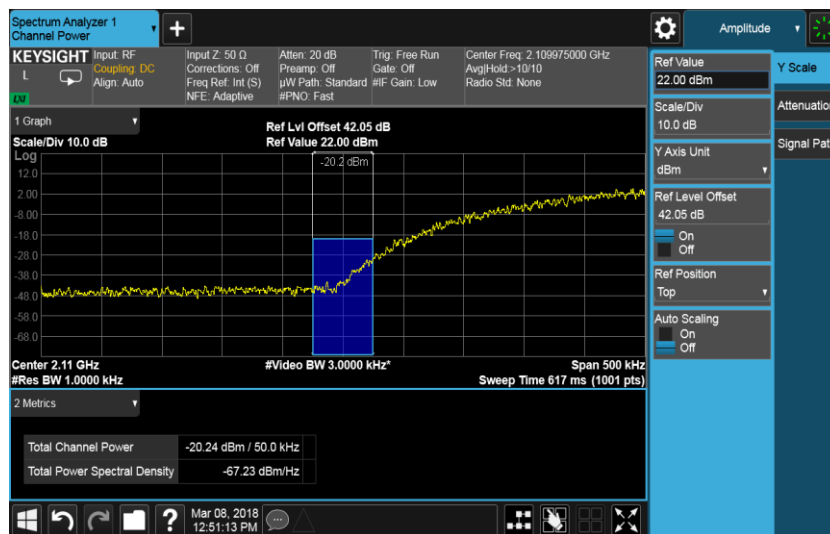 Spectrum Analyzer 1
Channel Power
+
Amplitude
KEYSIGHT
L
LXI
Input: RF
Coupling: DC
Align: Auto
Input Z: 50 Ω
Corrections: Off
Freq Ref: Int (S)
NFE: Adaptive
Atten: 20 dB
Preamp: Off
µW Path: Standard
#PNO: Fast
Trig: Free Run
Gate: Off
#IF Gain: Low
Center Freq: 2.109975000 GHz
Avg|Hold:>10/10
Radio Std: None
1 Graph
Scale/Div 10.0 dB
Ref Lvl Offset 42.05 dB
Ref Value 22.00 dBm
Log
-20.2 dBm
12.0
2.00
-8.00
-18.0
-28.0
-38.0
-48.0
-58.0
-68.0
Center 2.11 GHz
#Res BW 1.0000 kHz
#Video BW 3.0000 kHz*
Span 500 kHz
Sweep Time 617 ms (1001 pts)
2 Metrics
Total Channel Power -20.24 dBm / 50.0 kHz
Total Power Spectral Density -67.23 dBm/Hz
?
Mar 08, 2018
12:51:13 PM
Ref Value
22.00 dBm
Scale/Div
10.0 dB
Y Axis Unit
dBm
Ref Level Offset
42.05 dB
On
Off
Ref Position
Top
Auto Scaling
On
Off
Y Scale
Attenuatio
Signal Pat